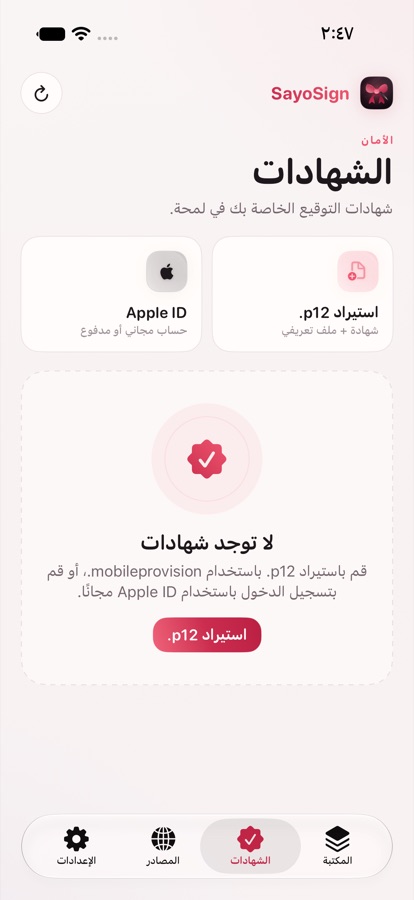 ٢:٤٧
SayoSign
الأمان
الشهادات
شهادات التوقيع الخاصة بك في لمحة.
استيراد p12.
شهادة + ملف تعريفي
Apple ID
حساب مجاني أو مدفوع
لا توجد شهادات
قم باستيراد p12. باستخدام mobileprovision.، أو قم
بتسجيل الدخول باستخدام Apple ID مجانًا.
استيراد p12.
المكتبة
الشهادات
المصادر
الإعدادات